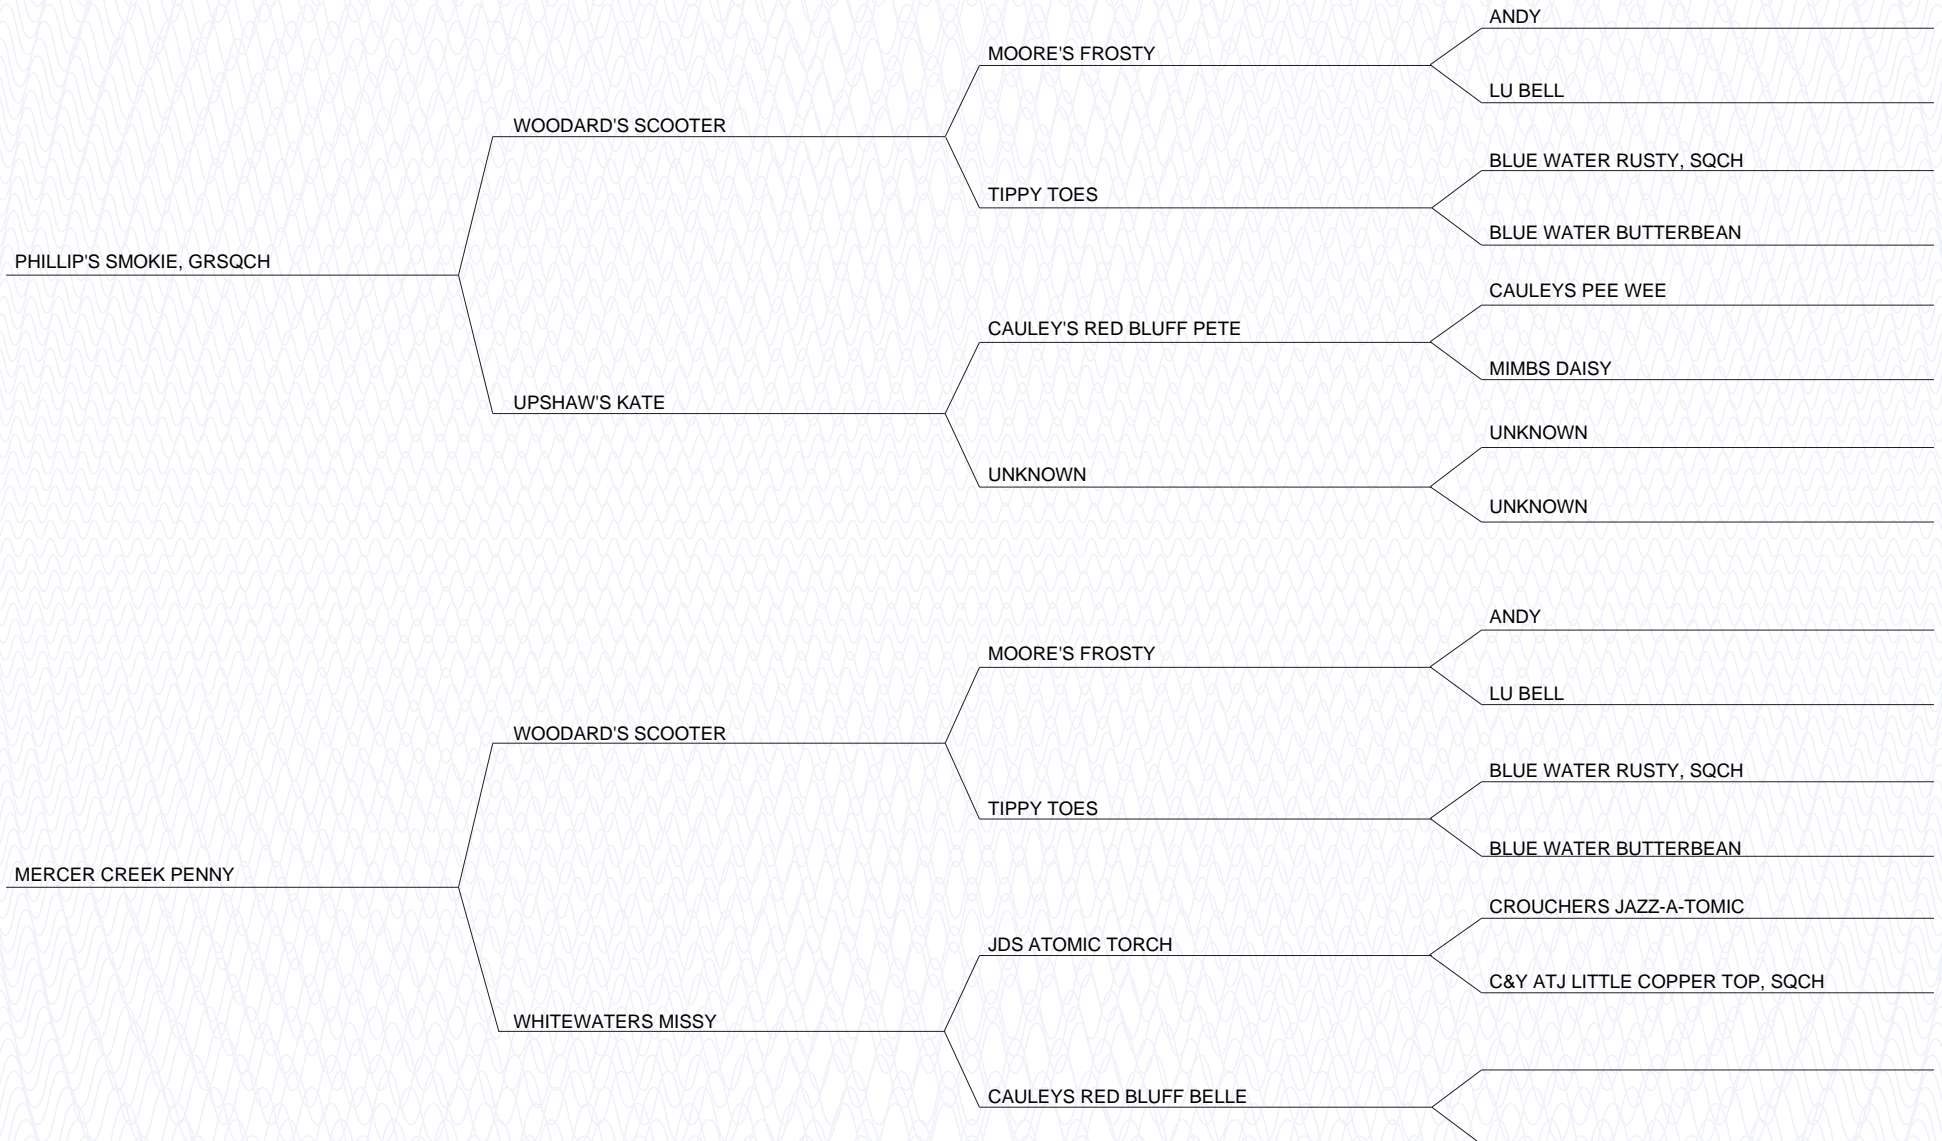 ANDY
MOORE'S FROSTY
LU BELL
WOODARD'S SCOOTER
BLUE WATER RUSTY, SQCH
TIPPY TOES
BLUE WATER BUTTERBEAN
PHILLIP'S SMOKIE, GRSQCH
CAULEYS PEE WEE
CAULEY'S RED BLUFF PETE
MIMBS DAISY
UPSHAW'S KATE
UNKNOWN
UNKNOWN
UNKNOWN
ANDY
MOORE'S FROSTY
LU BELL
WOODARD'S SCOOTER
BLUE WATER RUSTY, SQCH
TIPPY TOES
BLUE WATER BUTTERBEAN
MERCER CREEK PENNY
CROUCHERS JAZZ-A-TOMIC
JDS ATOMIC TORCH
C&Y ATJ LITTLE COPPER TOP, SQCH
WHITEWATERS MISSY
CAULEYS RED BLUFF BELLE